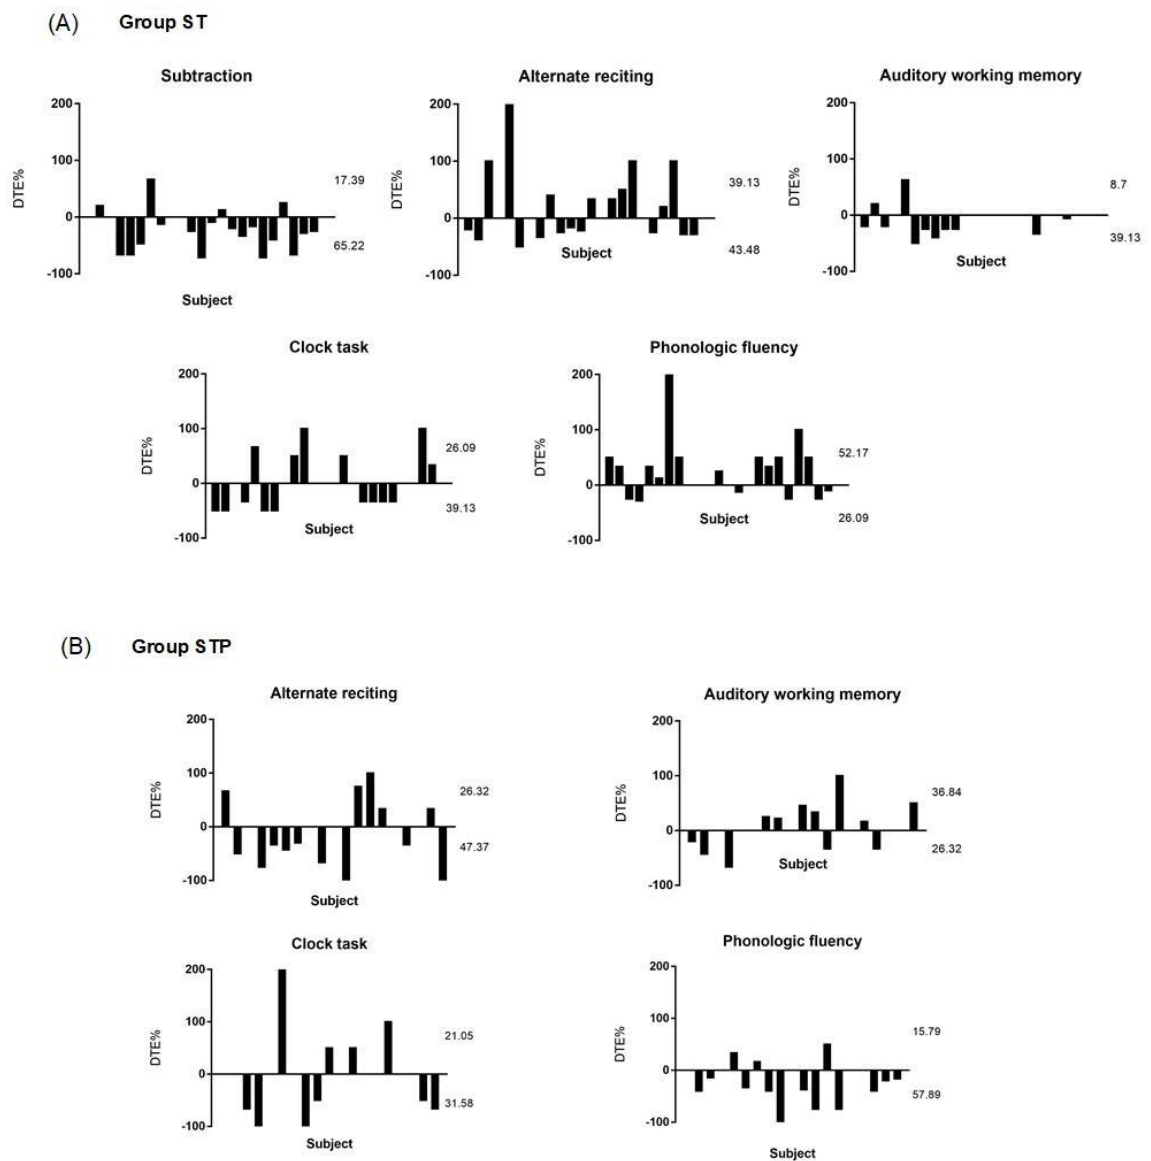 (A) Group ST
Subtraction
200
100
0
-100
DTE%
17.39
65.22
Subject
Alternate reciting
200
100
0
-100
DTE%
39.13
43.48
Subject
Auditory working memory
200
100
0
-100
DTE%
8.7
39.13
Subject
Clock task
200
100
0
-100
DTE%
26.09
39.13
Subject
Phonologic fluency
200
100
0
-100
DTE%
52.17
26.09
Subject
(B) Group STP
Alternate reciting
200
100
0
-100
DTE%
26.32
47.37
Subject
Auditory working memory
200
100
0
-100
DTE%
36.84
26.32
Subject
Clock task
200
100
0
-100
DTE%
21.05
31.58
Subject
Phonologic fluency
200
100
0
-100
DTE%
15.79
57.89
Subject